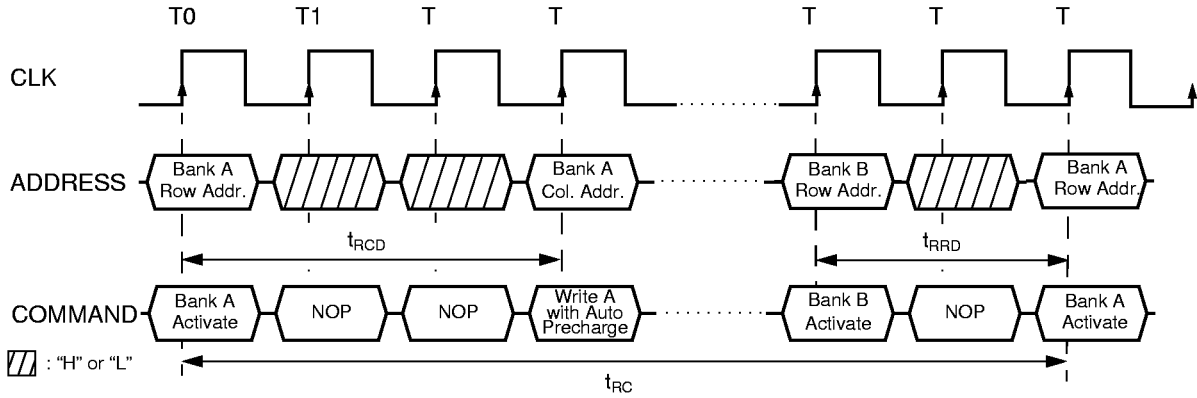 T0 T1 T T T T T
CLK
ADDRESS
Bank A
Row Addr.
Bank A
Col. Addr.
Bank B
Row Addr.
Bank A
Row Addr.
tRCD
tRRD
COMMAND
Bank A
Activate
NOP
NOP
Write A
with Auto
Precharge
Bank B
Activate
NOP
Bank A
Activate
: “H” or “L”
tRC